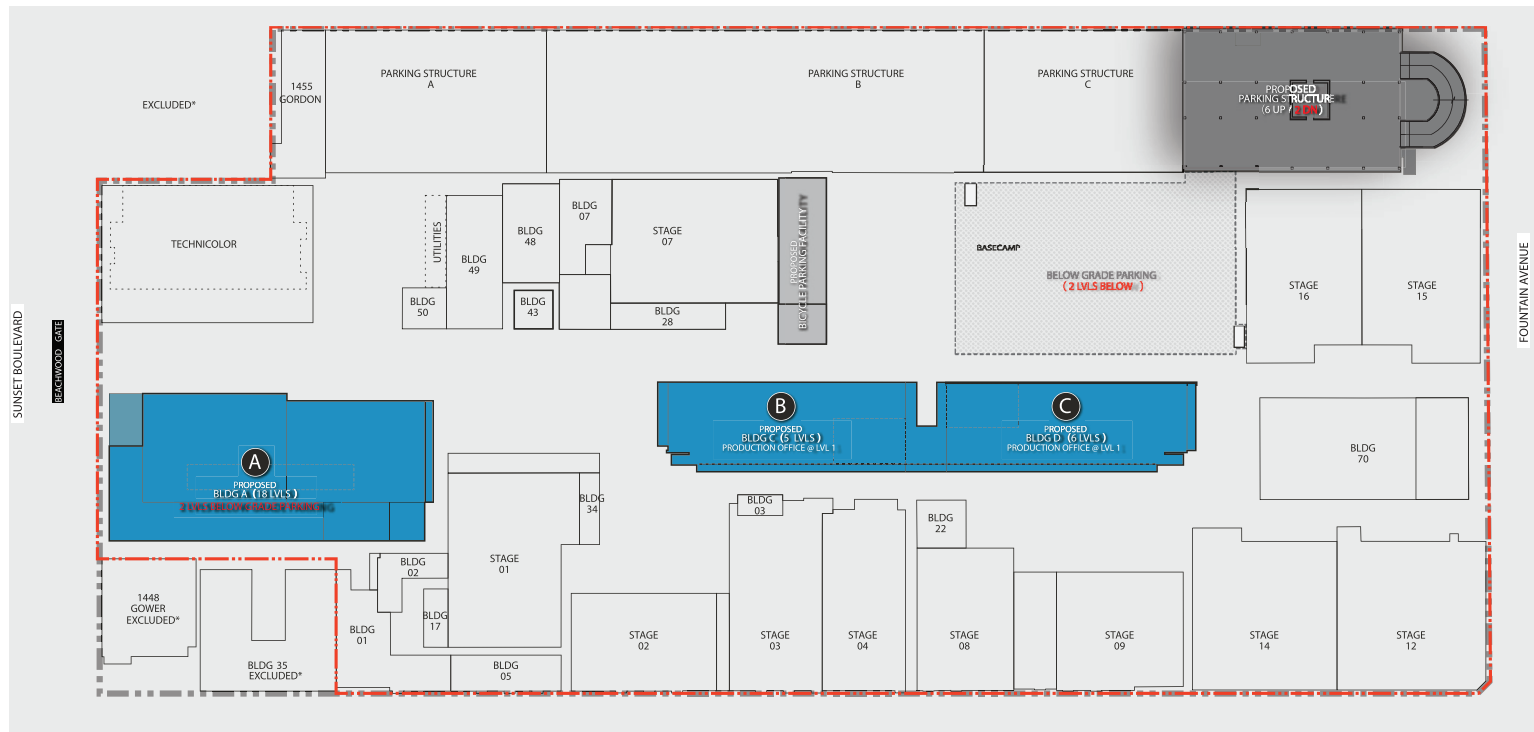 EXCLUDED*
1455
GORDON
PARKING STRUCTURE
A
PARKING STRUCTURE
B
PARKING STRUCTURE
C
PROPOSED
PARKING STRUCTURE
(6 UP / 3 DN)
TECHNICOLOR
UTILITIES
BLDG
50
BLDG
49
BLDG
48
BLDG
43
BLDG
07
STAGE
07
BLDG
28
PROPOSED
BICYCLE PARKING FACILITY
BASECAMP
BELOW GRADE PARKING
( 2 LVLS BELOW )
STAGE
16
STAGE
15
SUNSET BOULEVARD
BEACHWOOD GATE
FOUNTAIN AVENUE
A
PROPOSED
BLDG A (18 LVLS )
2 LVLS BELOW GRADE PARKING
B
PROPOSED
BLDG C (5 LVLS )
PRODUCTION OFFICE @ LVL 1
C
PROPOSED
BLDG D (6 LVLS )
PRODUCTION OFFICE @ LVL 1
BLDG
70
1448
GOWER
EXCLUDED*
BLDG 35
EXCLUDED*
BLDG
01
BLDG
02
BLDG
17
STAGE
01
BLDG
34
BLDG
05
STAGE
02
BLDG
03
STAGE
03
STAGE
04
BLDG
22
STAGE
08
STAGE
09
STAGE
14
STAGE
12